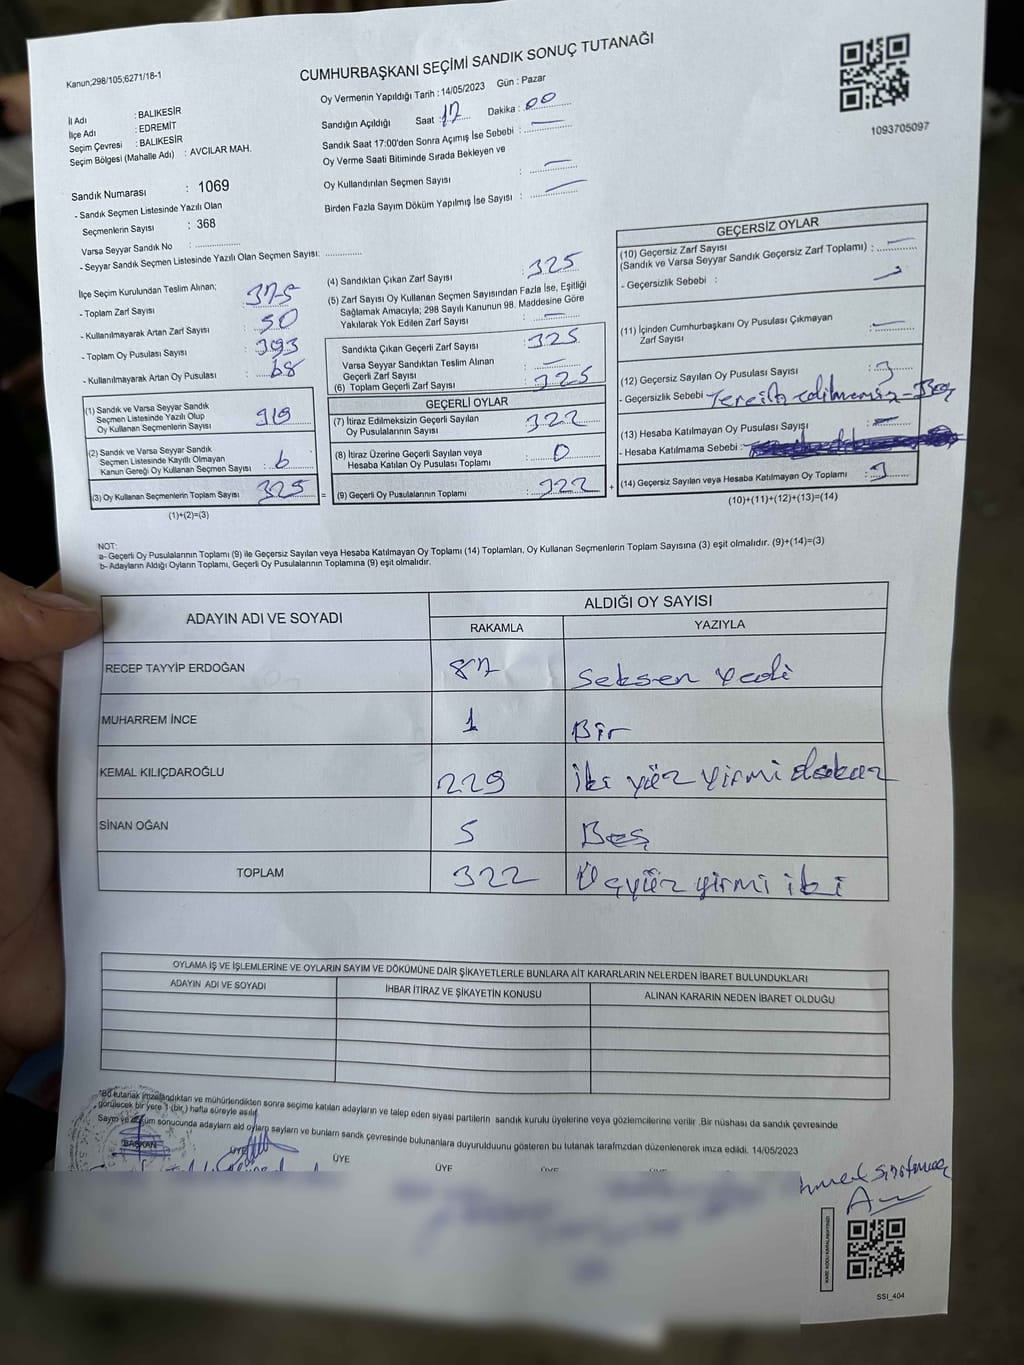 Kanun;298/105;6271/18-1
CUMHURBAŞKANI SEÇİMİ SANDIK SONUÇ TUTANAĞI
1093705097
İl Adı : BALIKESİR
İlçe Adı : EDREMİT
Seçim Çevresi : BALIKESİR
Seçim Bölgesi (Mahalle Adı) : AVCILAR MAH.
Sandık Numarası : 1069
- Sandık Seçmen Listesinde Yazılı Olan
Seçmenlerin Sayısı : 368
Varsa Seyyar Sandık No :
- Seyyar Sandık Seçmen Listesinde Yazılı Olan Seçmen Sayısı:
Oy Vermenin Yapıldığı Tarih : 14/05/2023 Gün : Pazar
Sandığın Açıldığı Saat : 17 Dakika : 00
Sandık Saat 17:00'den Sonra Açımış İse Sebebi : —
Oy Verme Saati Bitiminde Sırada Bekleyen ve
Oy Kullandırılan Seçmen Sayısı : —
Birden Fazla Sayım Döküm Yapılmış İse Sayısı : —
İlçe Seçim Kurulundan Teslim Alınan;
- Toplam Zarf Sayısı : 375
- Kullanılmayarak Artan Zarf Sayısı : 50
- Toplam Oy Pusulası Sayısı : 393
- Kullanılmayarak Artan Oy Pusulası : 68
(1) Sandık ve Varsa Seyyar Sandık
Seçmen Listesinde Yazılı Olup
Oy Kullanan Seçmenlerin Sayısı : 319
(2) Sandık ve Varsa Seyyar Sandık
Seçmen Listesinde Kayıtlı Olmayan
Kanun Gereği Oy Kullanan Seçmen Sayısı : 6
(3) Oy Kullanan Seçmenlerin Toplam Sayısı : 325 =
(1)+(2)=(3)
(4) Sandıktan Çıkan Zarf Sayısı : 325
(5) Zarf Sayısı Oy Kullanan Seçmen Sayısından Fazla İse, Eşitliği
Sağlamak Amacıyla; 298 Sayılı Kanunun 98. Maddesine Göre
Yakılarak Yok Edilen Zarf Sayısı : —
Sandıkta Çıkan Geçerli Zarf Sayısı : 325
Varsa Seyyar Sandıktan Teslim Alınan
Geçerli Zarf Sayısı : —
(6) Toplam Geçerli Zarf Sayısı : 325
GEÇERLİ OYLAR
(7) İtiraz Edilmeksizin Geçerli Sayılan
Oy Pusulalarının Sayısı : 322
(8) İtiraz Üzerine Geçerli Sayılan veya
Hesaba Katılan Oy Pusulası Toplamı : 0
(9) Geçerli Oy Pusulalarının Toplamı : 322 +
GEÇERSİZ OYLAR
(10) Geçersiz Zarf Sayısı
(Sandık ve Varsa Seyyar Sandık Geçersiz Zarf Toplamı) : —
- Geçersizlik Sebebi : —
(11) İçinden Cumhurbaşkanı Oy Pusulası Çıkmayan
Zarf Sayısı : —
(12) Geçersiz Sayılan Oy Pusulası Sayısı : 3
- Geçersizlik Sebebi : Tercih edilmemiş - Boş
(13) Hesaba Katılmayan Oy Pusulası Sayısı : —
- Hesaba Katılmama Sebebi :
(14) Geçersiz Sayılan veya Hesaba Katılmayan Oy Toplamı : 3
(10)+(11)+(12)+(13)=(14)
NOT:
a- Geçerli Oy Pusulalarının Toplamı (9) ile Geçersiz Sayılan veya Hesaba Katılmayan Oy Toplamı (14) Toplamları, Oy Kullanan Seçmenlerin Toplam Sayısına (3) eşit olmalıdır. (9)+(14)=(3)
b- Adayların Aldığı Oyların Toplamı, Geçerli Oy Pusulalarının Toplamına (9) eşit olmalıdır.
ADAYIN ADI VE SOYADI ALDIĞI OY SAYISI
RAKAMLA YAZIYLA
RECEP TAYYİP ERDOĞAN 87 Seksen Yedi
MUHARREM İNCE 1 Bir
KEMAL KILIÇDAROĞLU 229 İki yüz yirmi dokuz
SİNAN OĞAN 5 Beş
TOPLAM 322 Üçyüz yirmi iki
OYLAMA İŞ VE İŞLEMLERİNE VE OYLARIN SAYIM VE DÖKÜMÜNE DAİR ŞİKAYETLERLE BUNLARA AİT KARARLARIN NELERDEN İBARET BULUNDUKLARI
ADAYIN ADI VE SOYADI İHBAR İTİRAZ VE ŞİKAYETİN KONUSU ALINAN KARARIN NEDEN İBARET OLDUĞU
*Bu tutanak imzalandıktan ve mühürlendikten sonra seçime katılan adayların ve talep eden siyasi partilerin sandık kurulu üyelerine veya gözlemcilerine verilir .Bir nüshası da sandık çevresinde
görülecek bir yere 1 (bir ) hafta süreyle asılır.
Sayım ve döküm sonucunda adayların ald oyların sayların ve bunların sandk çevresinde bulunanlara duyurulduunu gösteren bu tutanak tarafmzdan düzenlenerek imza edildi. 14/05/2023
BAŞKAN ÜYE ÜYE ÜYE ÜYE ÜYE
SSI_404